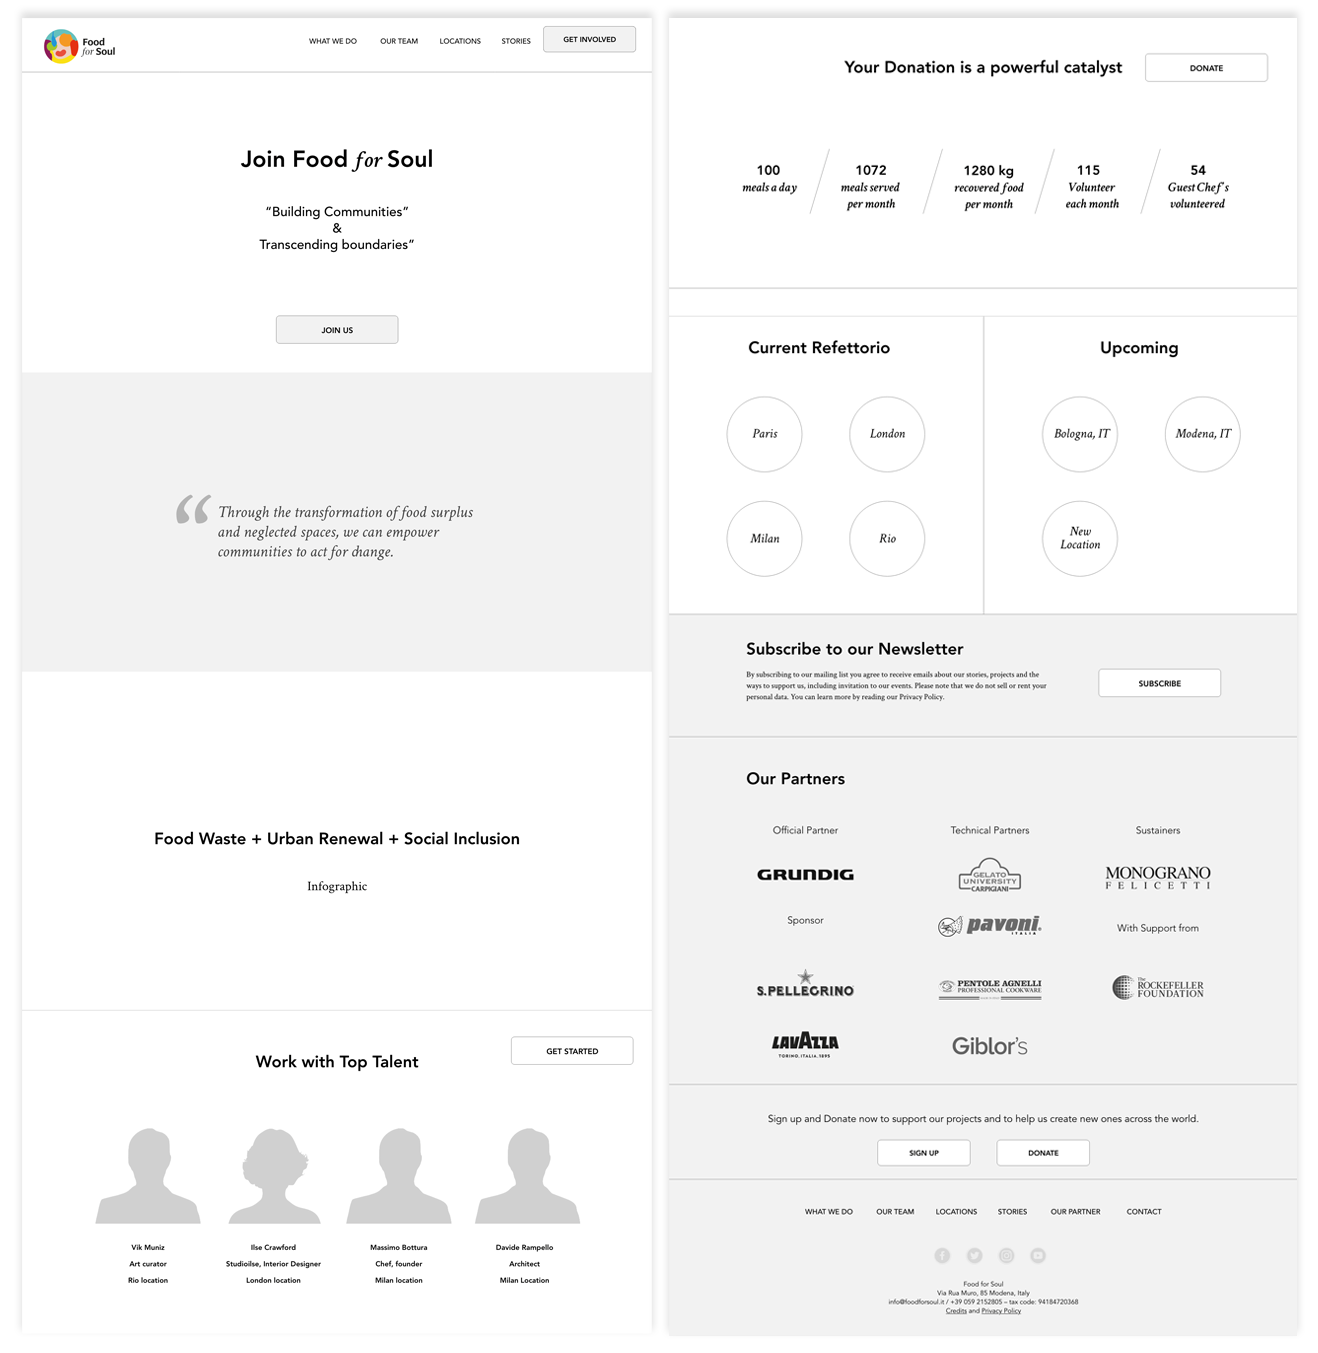 Food
for Soul
WHAT WE DO
OUR TEAM
LOCATIONS
STORIES
GET INVOLVED
Join Food for Soul
“Building Communities”
&
Transcending boundaries”
JOIN US
“
Through the transformation of food surplus
and neglected spaces, we can empower
communities to act for change.
Food Waste + Urban Renewal + Social Inclusion
Infographic
Work with Top Talent
GET STARTED
Vik Muniz
Art curator
Rio location
Ilse Crawford
Studioilse, Interior Designer
London location
Massimo Bottura
Chef, founder
Milan location
Davide Rampello
Architect
Milan Location
Your Donation is a powerful catalyst
DONATE
100
meals a day
1072
meals served
per month
1280 kg
recovered food
per month
115
Volunteer
each month
54
Guest Chef's
volunteered
Current Refettorio
Paris
London
Milan
Rio
Upcoming
Bologna, IT
Modena, IT
New
Location
Subscribe to our Newsletter
By subscribing to our mailing list you agree to receive emails about our stories, projects and the
ways to support us, including invitation to our events. Please note that we do not sell or rent your
personal data. You can learn more by reading our Privacy Policy.
SUBSCRIBE
Our Partners
Official Partner
GRUNDIG
Sponsor
S.PELLEGRINO
LAVAZZA
TORINO, ITALIA, 1895
Technical Partners
GELATO
UNIVERSITY
CARPIGIANI
pavoni
ITALIA
PENTOLE AGNELLI
PROFESSIONAL COOKWARE
Giblor's
Sustainers
MONOGRANO
FELICETTI
With Support from
The
ROCKEFELLER
FOUNDATION
Sign up and Donate now to support our projects and to help us create new ones across the world.
SIGN UP
DONATE
WHAT WE DO
OUR TEAM
LOCATIONS
STORIES
OUR PARTNER
CONTACT
Food for Soul
Via Rua Muro, 85 Modena, Italy
info@foodforsoul.it / +39 059 2152805 – tax code: 94184720368
Credits and Privacy Policy